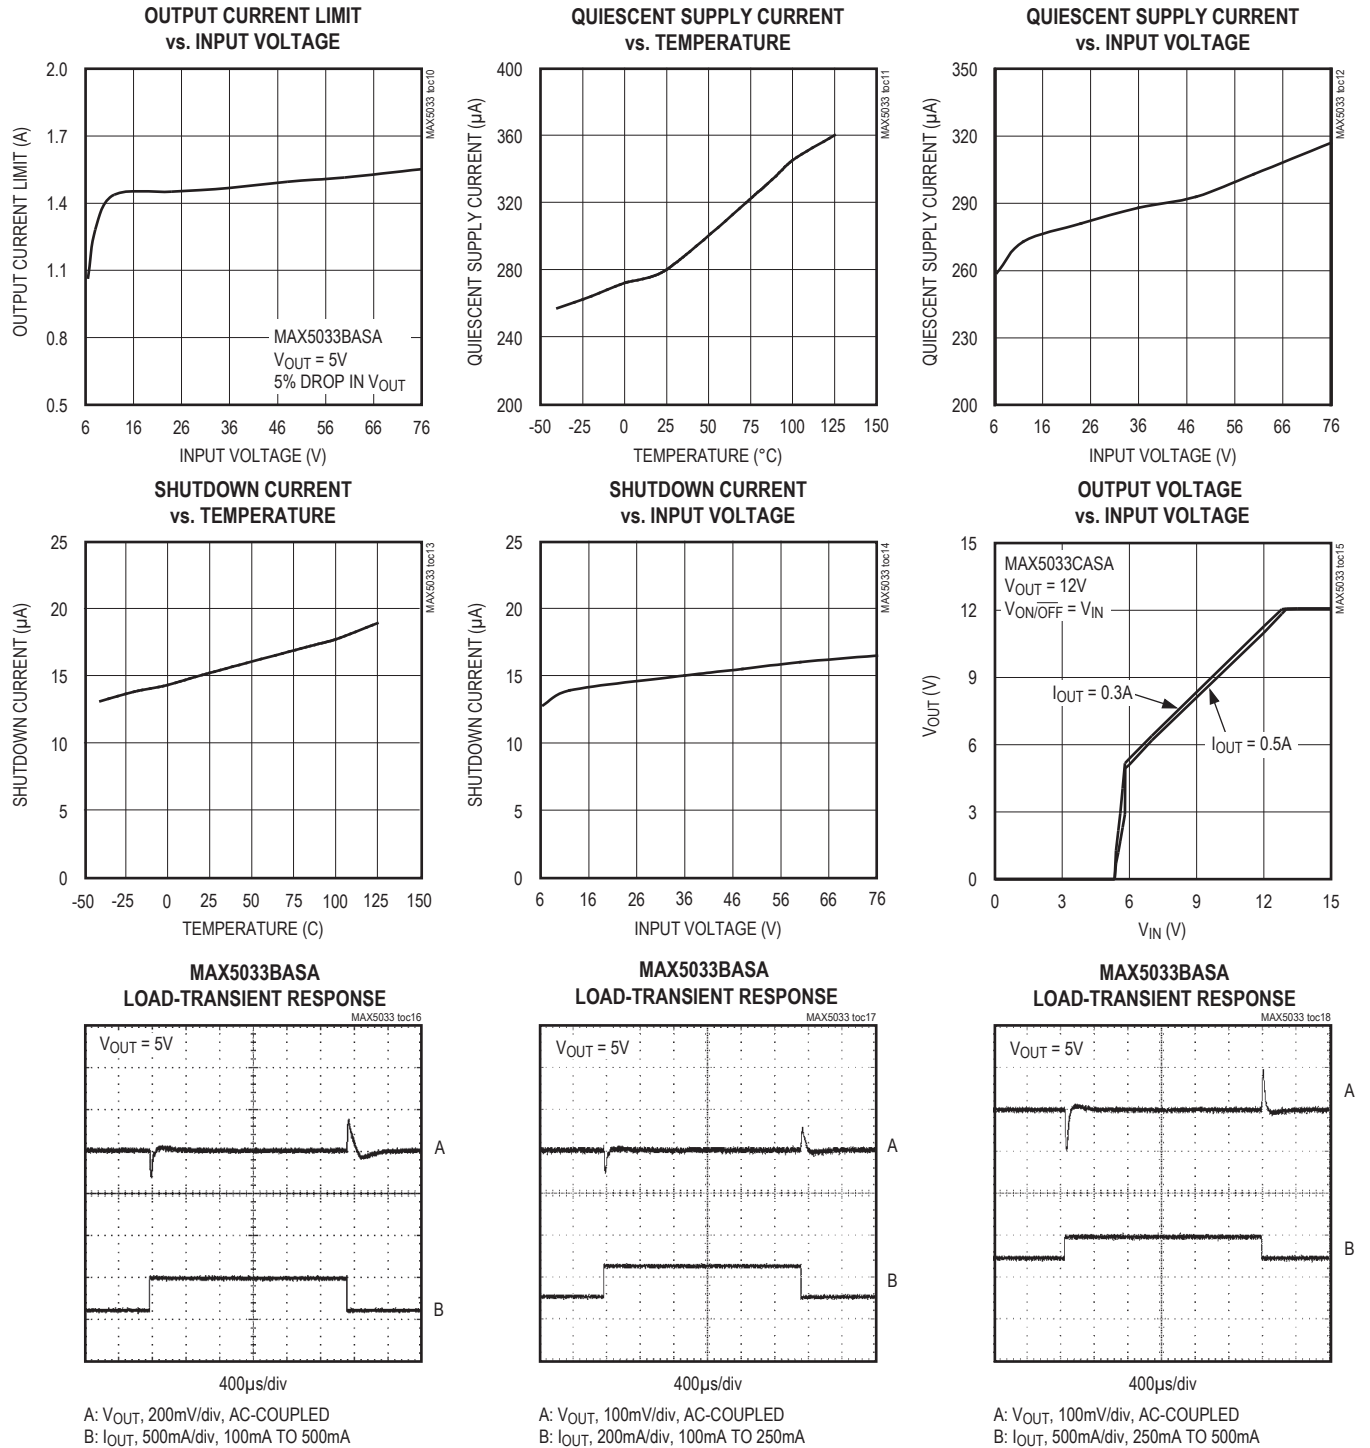 OUTPUT CURRENT LIMIT
vs. INPUT VOLTAGE
MAX5033 toc10
OUTPUT CURRENT LIMIT (A)
2.0
1.7
1.4
1.1
0.8
0.5
MAX5033BASA
VOUT = 5V
5% DROP IN VOUT
6 16 26 36 46 56 66 76
INPUT VOLTAGE (V)
QUIESCENT SUPPLY CURRENT
vs. TEMPERATURE
MAX5033 toc11
QUIESCENT SUPPLY CURRENT (µA)
400
360
320
280
240
200
-50 -25 0 25 50 75 100 125 150
TEMPERATURE (°C)
QUIESCENT SUPPLY CURRENT
vs. INPUT VOLTAGE
MAX5033 toc12
QUIESCENT SUPPLY CURRENT (µA)
350
320
290
260
230
200
6 16 26 36 46 56 66 76
INPUT VOLTAGE (V)
SHUTDOWN CURRENT
vs. TEMPERATURE
MAX5033 toc13
SHUTDOWN CURRENT (µA)
25
20
15
10
5
0
-50 -25 0 25 50 75 100 125 150
TEMPERATURE (C)
SHUTDOWN CURRENT
vs. INPUT VOLTAGE
MAX5033 toc14
SHUTDOWN CURRENT (µA)
25
20
15
10
5
0
6 16 26 36 46 56 66 76
INPUT VOLTAGE (V)
OUTPUT VOLTAGE
vs. INPUT VOLTAGE
MAX5033 toc15
VOUT (V)
15
12
9
6
3
0
MAX5033CASA
VOUT = 12V
VON/OFF = VIN
IOUT = 0.3A
IOUT = 0.5A
0 3 6 9 12 15
VIN (V)
MAX5033BASA
LOAD-TRANSIENT RESPONSE
MAX5033 toc16
VOUT = 5V
A
B
400µs/div
A: VOUT, 200mV/div, AC-COUPLED
B: IOUT, 500mA/div, 100mA TO 500mA
MAX5033BASA
LOAD-TRANSIENT RESPONSE
MAX5033 toc17
VOUT = 5V
A
B
400µs/div
A: VOUT, 100mV/div, AC-COUPLED
B: IOUT, 200mA/div, 100mA TO 250mA
MAX5033BASA
LOAD-TRANSIENT RESPONSE
MAX5033 toc18
VOUT = 5V
A
B
400µs/div
A: VOUT, 100mV/div, AC-COUPLED
B: IOUT, 500mA/div, 250mA TO 500mA